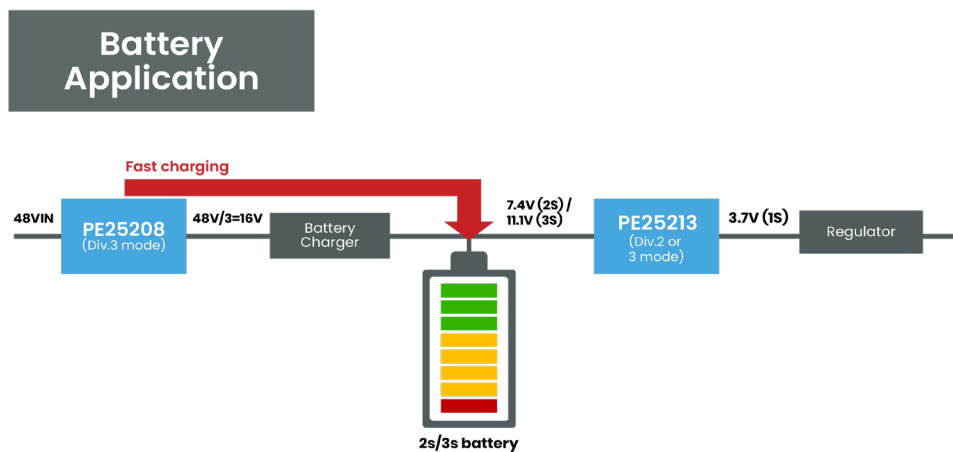 Battery
Application
Fast charging
48VIN
PE25208
(Div.3 mode)
48V/3=16V
Battery
Charger
7.4V (2S) /
11.1V (3S)
PE25213
(Div.2 or
3 mode)
3.7V (1S)
Regulator
2s/3s battery